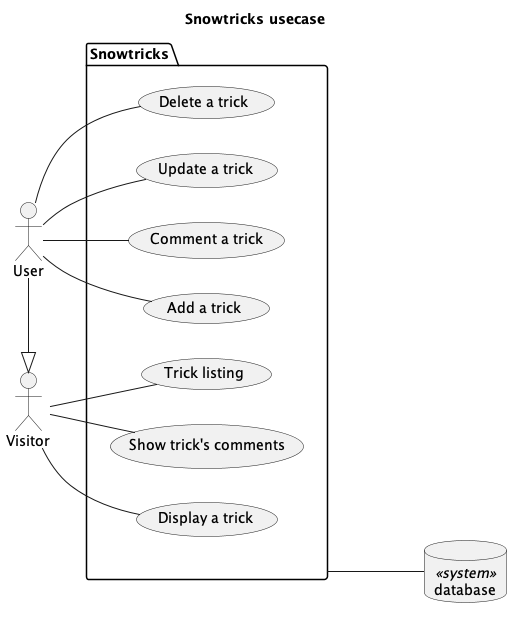 Snowtricks usecase
Snowtricks
Delete a trick
Update a trick
Comment a trick
User
Add a trick
Trick listing
Visitor
Show trick's comments
Display a trick
«system»
database